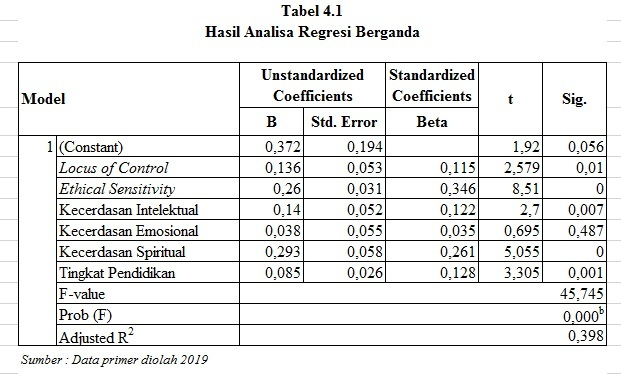 Tabel 4.1
Hasil Analisa Regresi Berganda
Model Unstandardized Coefficients Standardized Coefficients t Sig.
B Std. Error Beta
1 (Constant) 0,372 0,194 1,92 0,056
Locus of Control 0,136 0,053 0,115 2,579 0,01
Ethical Sensitivity 0,26 0,031 0,346 8,51 0
Kecerdasan Intelektual 0,14 0,052 0,122 2,7 0,007
Kecerdasan Emosional 0,038 0,055 0,035 0,695 0,487
Kecerdasan Spiritual 0,293 0,058 0,261 5,055 0
Tingkat Pendidikan 0,085 0,026 0,128 3,305 0,001
F-value 45,745
Prob (F) 0,000ᵇ
Adjusted R² 0,398
Sumber : Data primer diolah 2019